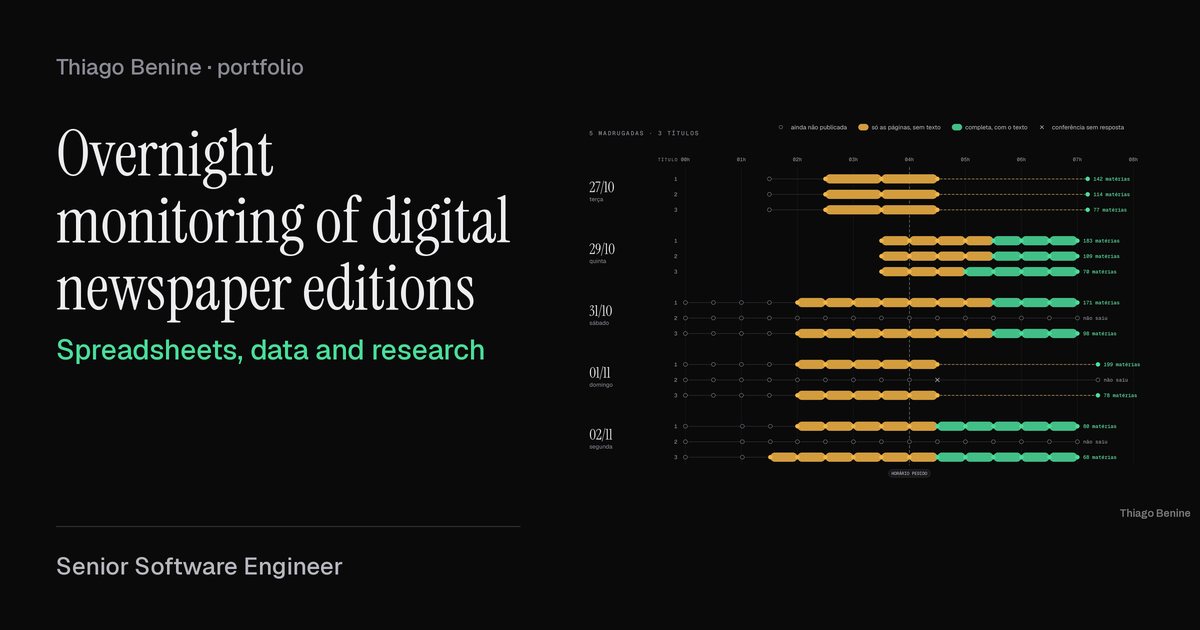 Thiago Benine · portfolio
Overnight
monitoring of digital
newspaper editions
Spreadsheets, data and research
Senior Software Engineer
5 MADRUGADAS · 3 TÍTULOS
ainda não publicada
só as páginas, sem texto
completa, com o texto
× conferência sem resposta
TÍTULO 00h 01h 02h 03h 04h 05h 06h 07h 08h
27/10
terça
1 142 matérias
2 114 matérias
3 77 matérias
29/10
quinta
1 183 matérias
2 109 matérias
3 70 matérias
31/10
sábado
1 171 matérias
2 não saiu
3 98 matérias
01/11
domingo
1 199 matérias
2 não saiu
3 78 matérias
02/11
segunda
1 80 matérias
2 não saiu
3 68 matérias
HORÁRIO PEDIDO
Thiago Benine